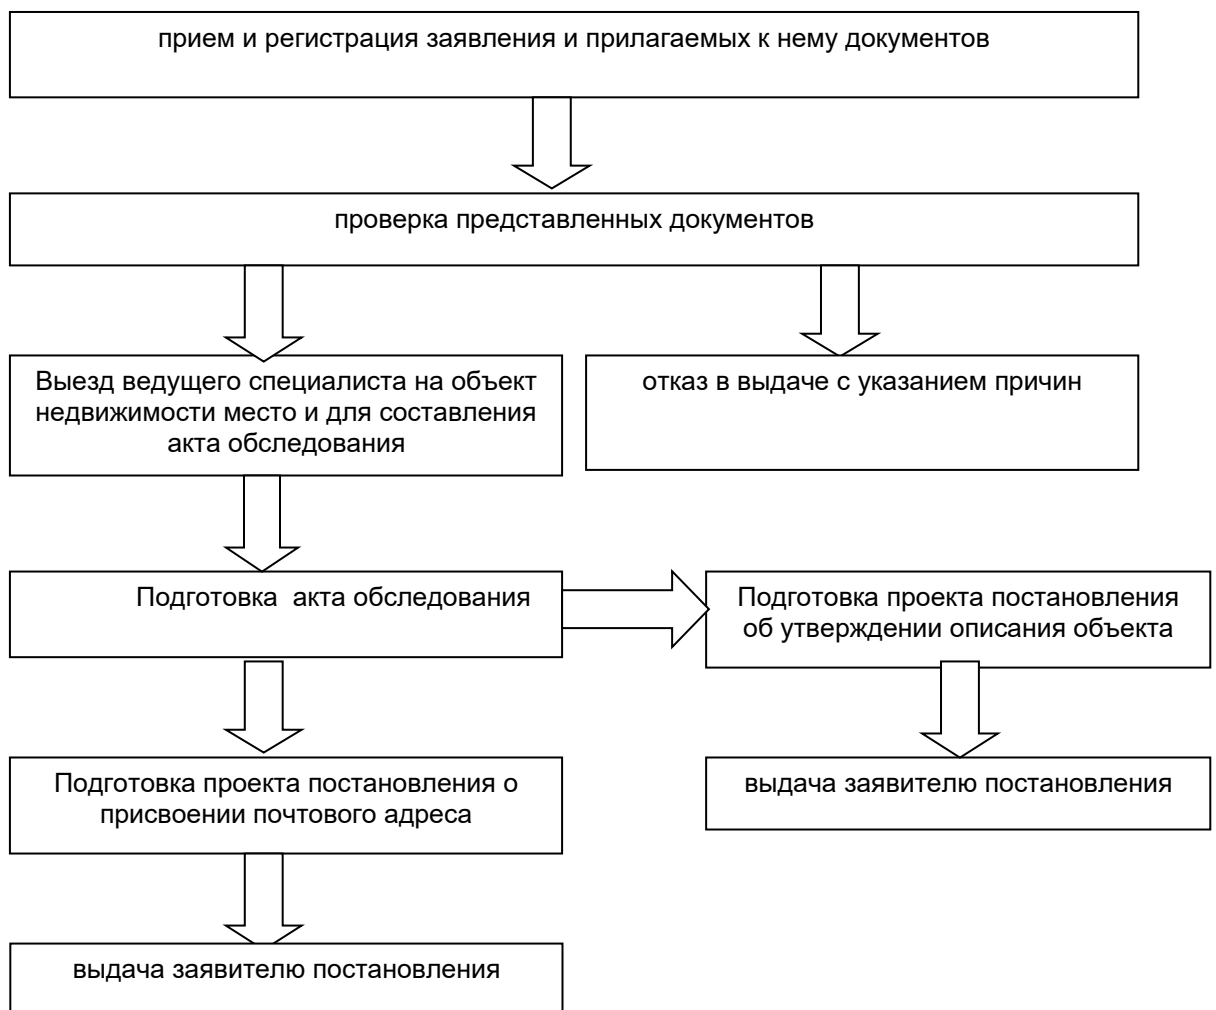 прием и регистрация заявления и прилагаемых к нему документов
проверка представленных документов
Выезд ведущего специалиста на объект
недвижимости место и для составления
акта обследования
отказ в выдаче с указанием причин
Подготовка  акта обследования
Подготовка проекта постановления
об утверждении описания объекта
Подготовка проекта постановления о
присвоении почтового адреса
выдача заявителю постановления
выдача заявителю постановления